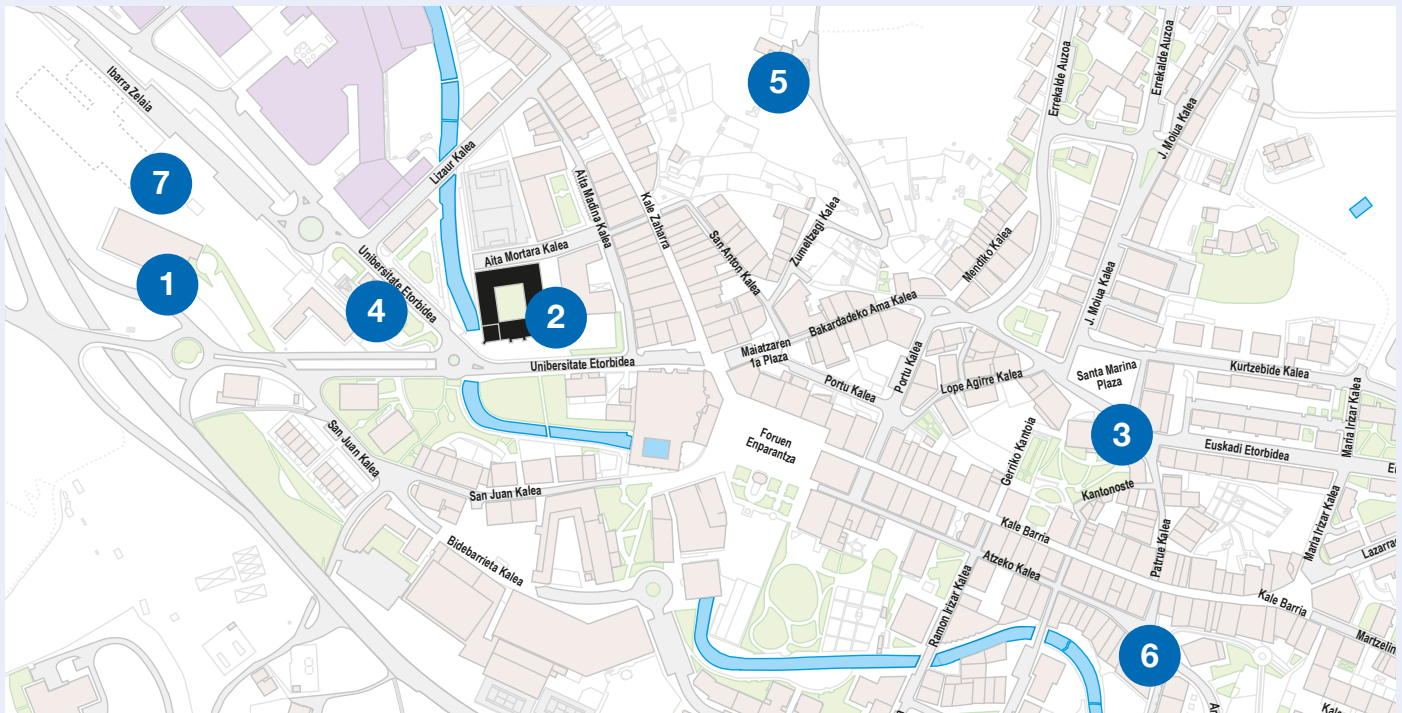 Ibarra Zelaia
7
1
Lizaur Kalea
Unibersitate Etorbidea
4
Aita Mortara Kalea
2
Aita Madina Kalea
Kale Zaharra
San Anton Kalea
Zumeltzegi Kalea
5
Errekalde Auzoa
Errekalde Auzoa
J. Moiua Kalea
Mendiko Kalea
J. Moiua Kalea
Bakardadeko Ama Kalea
Maiatzaren
1a Plaza
Unibersitate Etorbidea
Portu Kalea
Portu Kalea
Lope Agirre Kalea
Santa Marina
Plaza
Kurtzebide Kalea
Maria Irizar Kalea
3
Euskadi Etorbidea
Gerriko Kantoia
Kantonoste
Foruen
Enparantza
San Juan Kalea
San Juan Kalea
Bidebarrieta Kalea
Kale Barria
Atzeko Kalea
Ramon Irizar Kalea
Patrue Kalea
Maria Irizar Kalea
Kale Barria
6